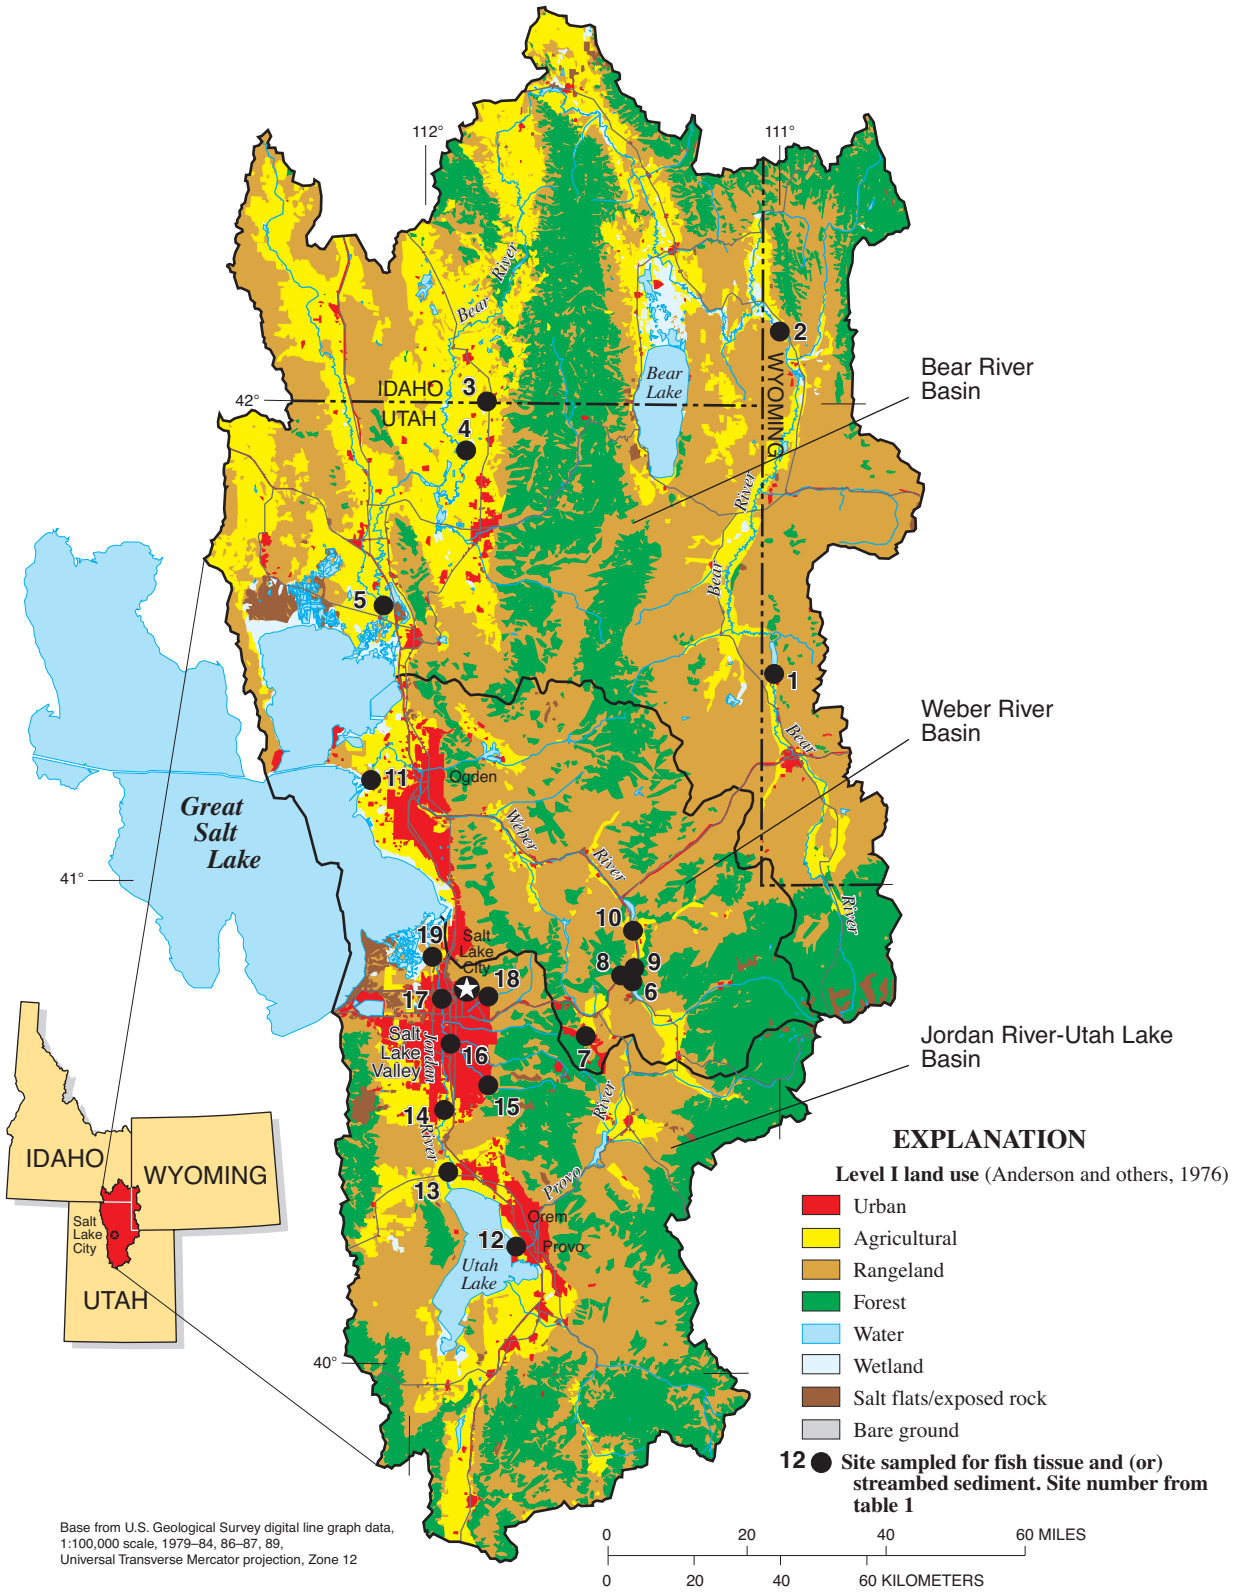 112°
111°
Bear
River
2
Bear
Lake
WYOMING
Bear River
Basin
IDAHO
3
42°
UTAH
4
River
Bear
5
1
Weber River
Basin
Bear
11
Ogden
Great
Salt
Lake
Weber
River
41°
River
10
19
Salt
Lake
City
8
9
18
6
17
Jordan River-Utah Lake
Basin
Salt
Lake
Valley
Jordan
16
7
15
River
14
River
IDAHO
WYOMING
13
Provo
Salt
Lake
City
Orem
12
Provo
Utah
Lake
UTAH
40°
EXPLANATION
Level I land use (Anderson and others, 1976)
Urban
Agricultural
Rangeland
Forest
Water
Wetland
Salt flats/exposed rock
Bare ground
12 Site sampled for fish tissue and (or)
streambed sediment. Site number from
table 1
Base from U.S. Geological Survey digital line graph data,
1:100,000 scale, 1979–84, 86–87, 89,
Universal Transverse Mercator projection, Zone 12
0 20 40 60 MILES
0 20 40 60 KILOMETERS